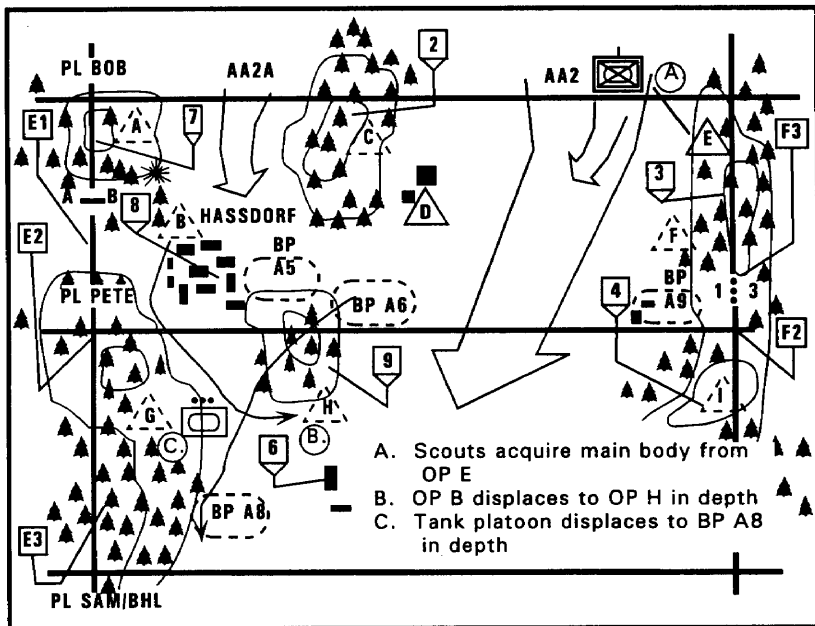 PL BOB
AA2A
2
AA2
A
E1
A
7
C
E
F3
3
A B
8
B
HASSDORF
D
F
E2
BP
A5
BP
A9
1 3
PL PETE
BP A6
4
F2
9
G
H
I
C.
B.
6
A. Scouts acquire main body from
OP E
B. OP B displaces to OP H in depth
C. Tank platoon displaces to BP A8
in depth
BP A8
E3
PL SAM/BHL